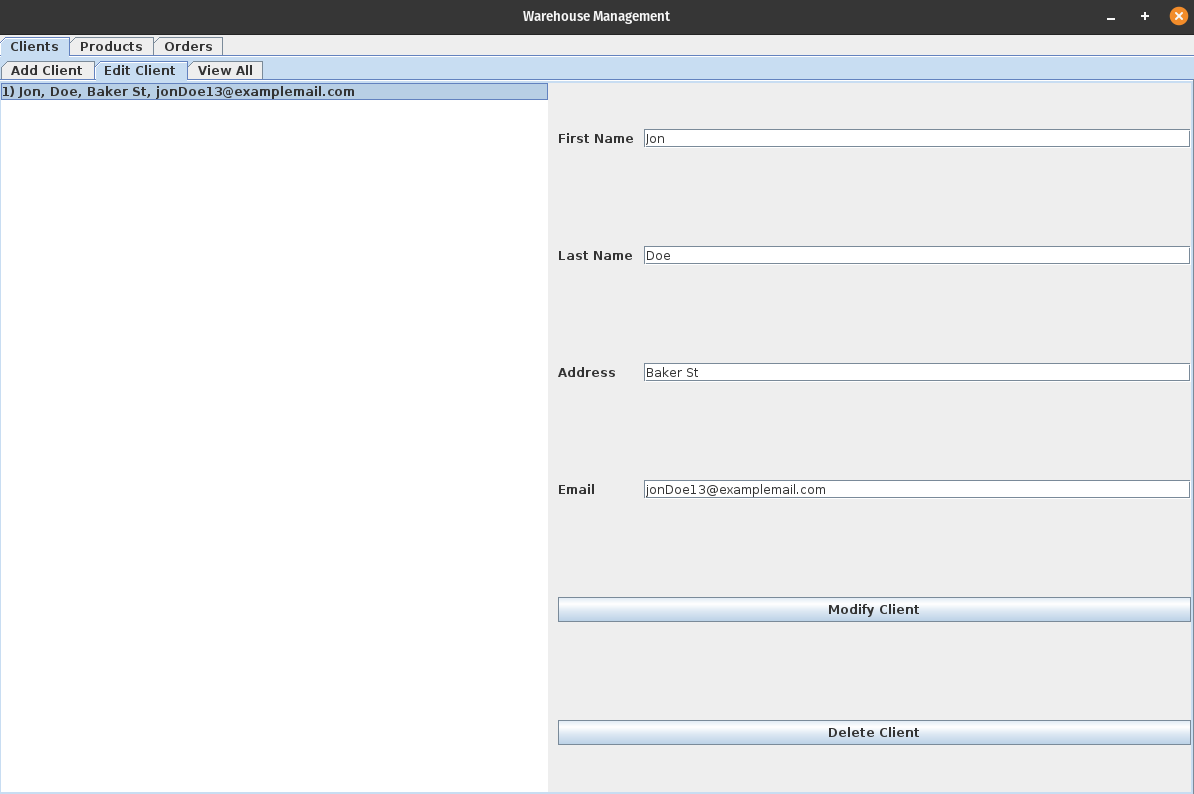 Warehouse Management
Clients Products Orders
Add Client Edit Client View All
1) Jon, Doe, Baker St, jonDoe13@examplemail.com
First Name Jon
Last Name Doe
Address Baker St
Email jonDoe13@examplemail.com
Modify Client
Delete Client